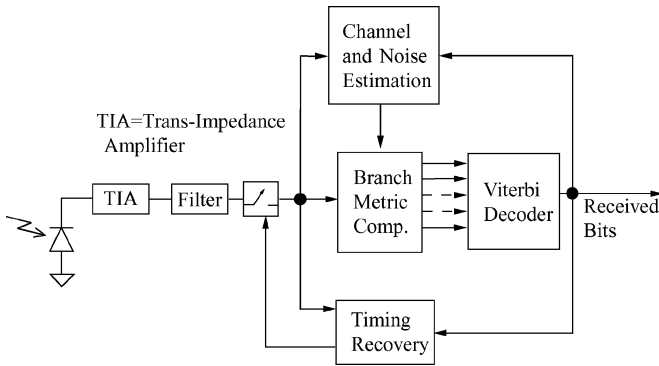 Channel
and Noise
Estimation
TIA=Trans-Impedance
Amplifier
TIA
Filter
Branch
Metric
Comp.
Viterbi
Decoder
Received
Bits
Timing
Recovery